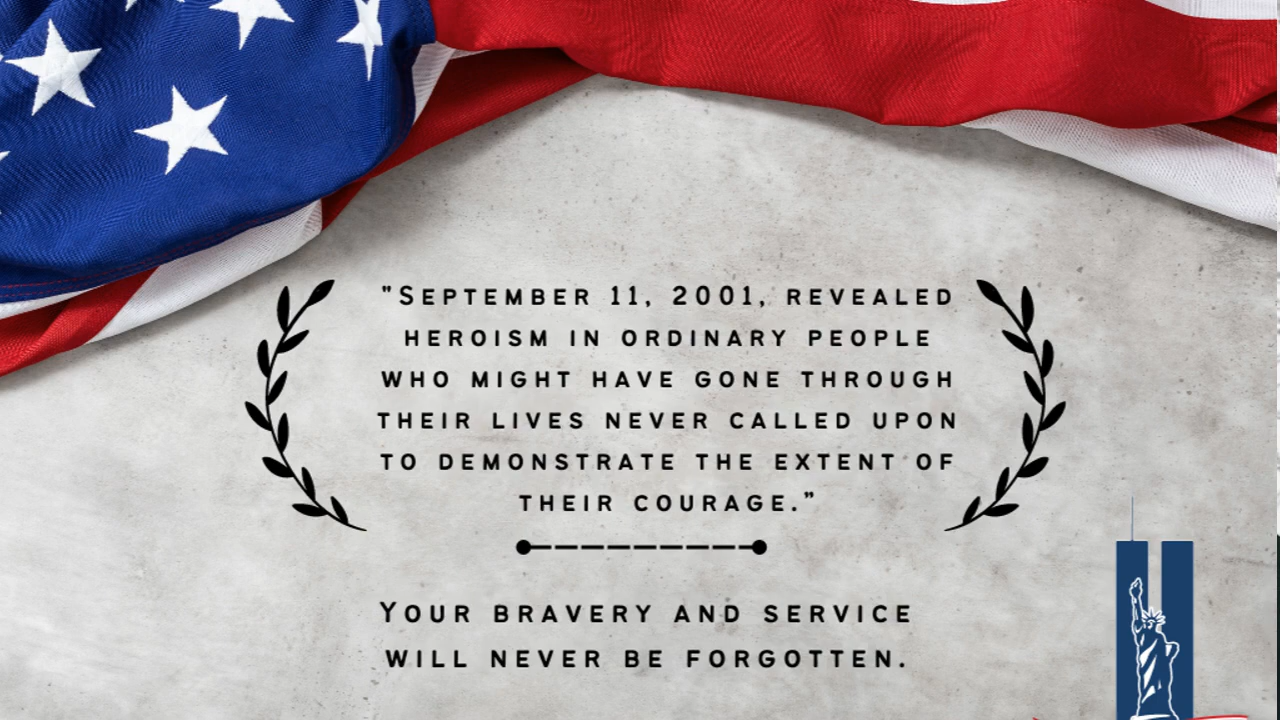 "September 11, 2001, revealed
heroism in ordinary people
who might have gone through
their lives never called upon
to demonstrate the extent of
their courage.”
Your bravery and service
will never be forgotten.